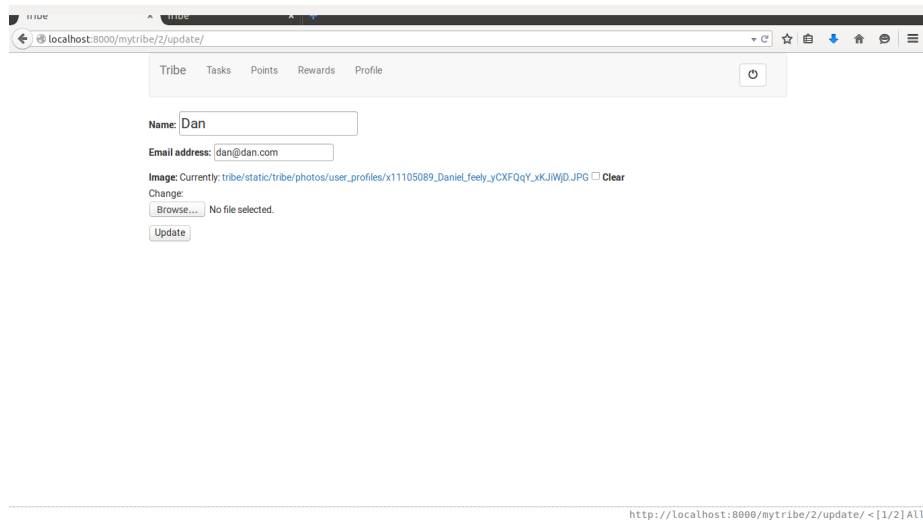 Tribe Tribe
localhost:8000/mytribe/2/update/
Tribe Tasks Points Rewards Profile
Name: Dan
Email address: dan@dan.com
Image: Currently: tribe/static/tribe/photos/user_profiles/x11105089_Daniel_feely_yCXFQqY_xKJiWjD.JPG Clear
Change:
Browse... No file selected.
Update
http://localhost:8000/mytribe/2/update/ <[1/2]All